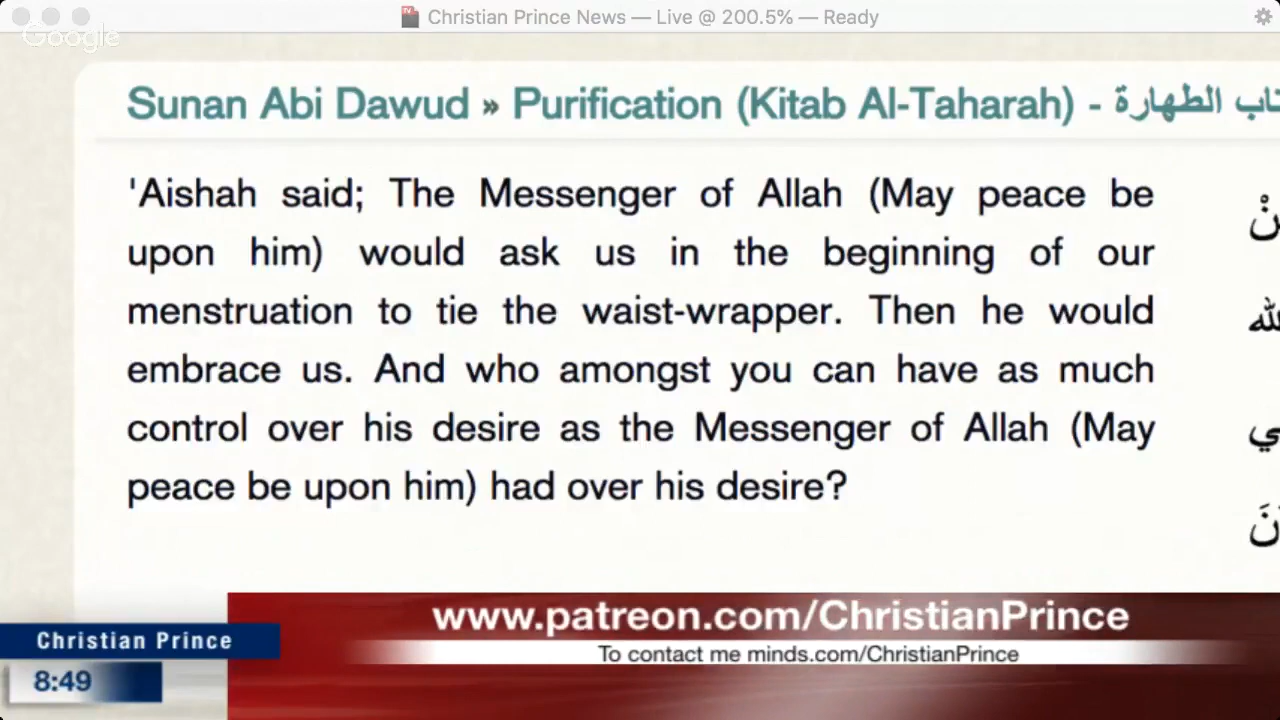 Christian Prince News — Live @ 200.5% — Ready
Google
Sunan Abi Dawud » Purification (Kitab Al-Taharah) - تاب الطهارة
'Aishah said; The Messenger of Allah (May peace be
upon him) would ask us in the beginning of our
menstruation to tie the waist-wrapper. Then he would
embrace us. And who amongst you can have as much
control over his desire as the Messenger of Allah (May
peace be upon him) had over his desire?
www.patreon.com/ChristianPrince
To contact me minds.com/ChristianPrince
Christian Prince
8:49